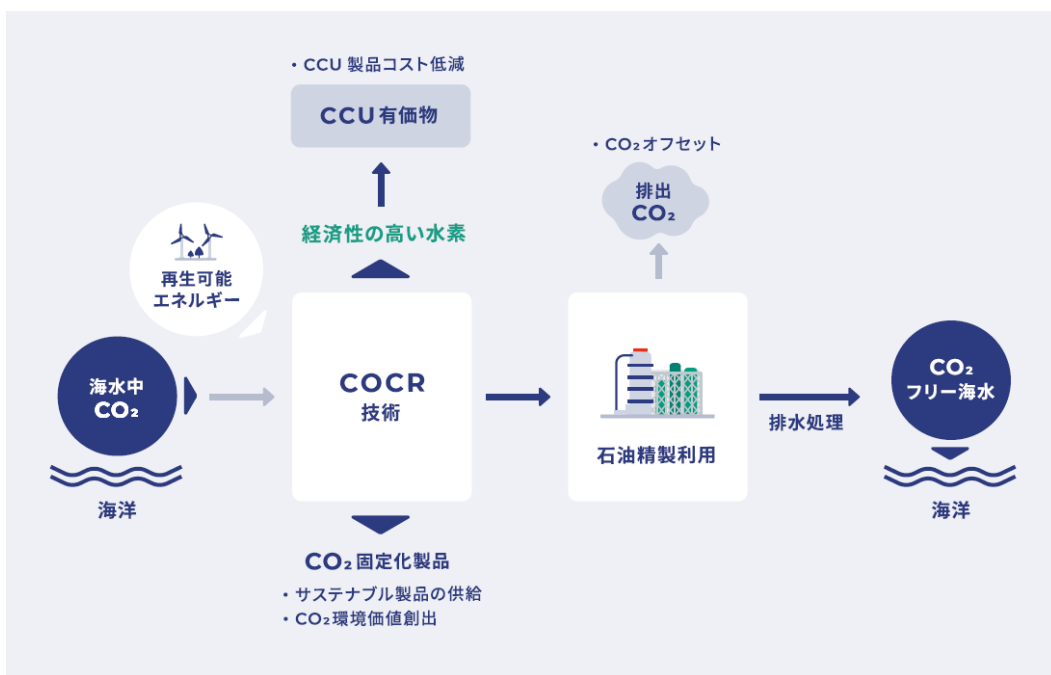 ・CCU 製品コスト低減
CCU有価物
経済性の高い水素
再生可能
エネルギー
海水中
CO₂
海洋
COCR
技術
CO₂固定化製品
・サステナブル製品の供給
・CO₂環境価値創出
・CO₂オフセット
排出
CO₂
石油精製利用
排水処理
CO₂
フリー海水
海洋